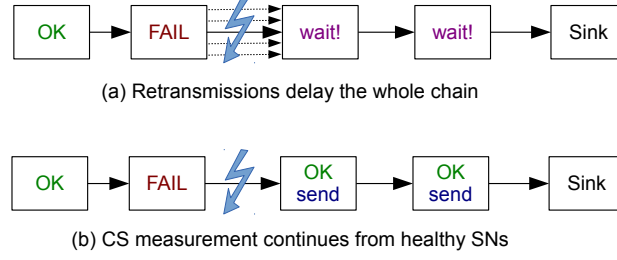 OK FAIL wait! wait! Sink
(a) Retransmissions delay the whole chain
OK FAIL OK send OK send Sink
(b) CS measurement continues from healthy SNs